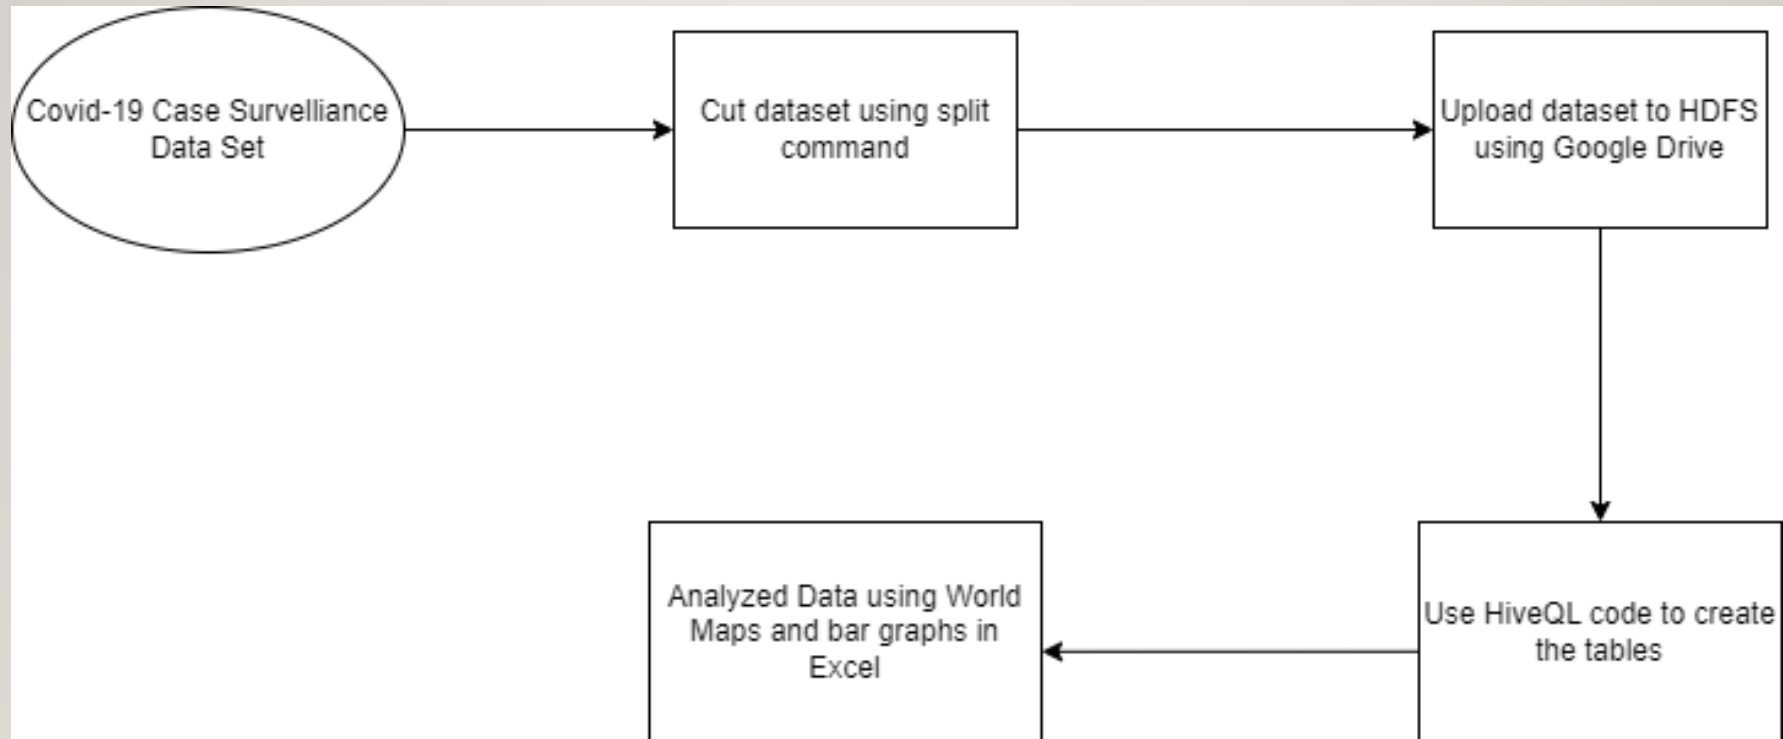 Covid-19 Case Survelliance
Data Set
Cut dataset using split
command
Upload dataset to HDFS
using Google Drive
Use HiveQL code to create
the tables
Analyzed Data using World
Maps and bar graphs in
Excel